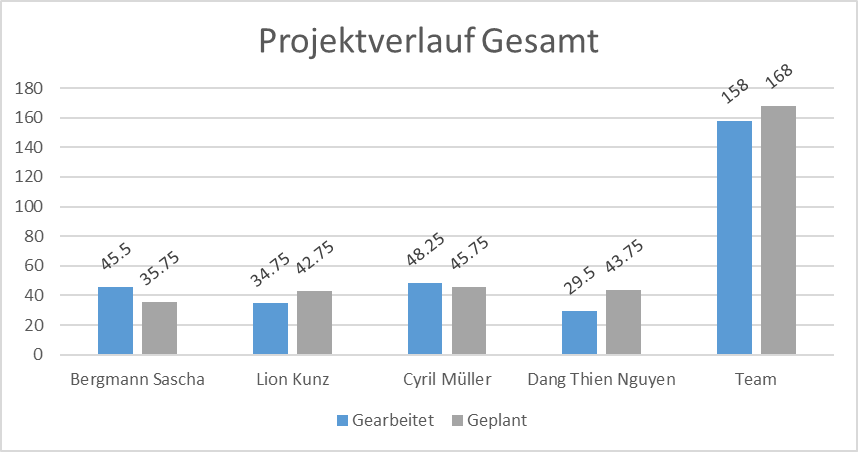 Projektverlauf Gesamt
180
160
140
120
100
80
60
40
20
0
45.5
35.75
34.75
42.75
48.25
45.75
29.5
43.75
158
168
Bergmann Sascha
Lion Kunz
Cyril Müller
Dang Thien Nguyen
Team
Gearbeitet
Geplant